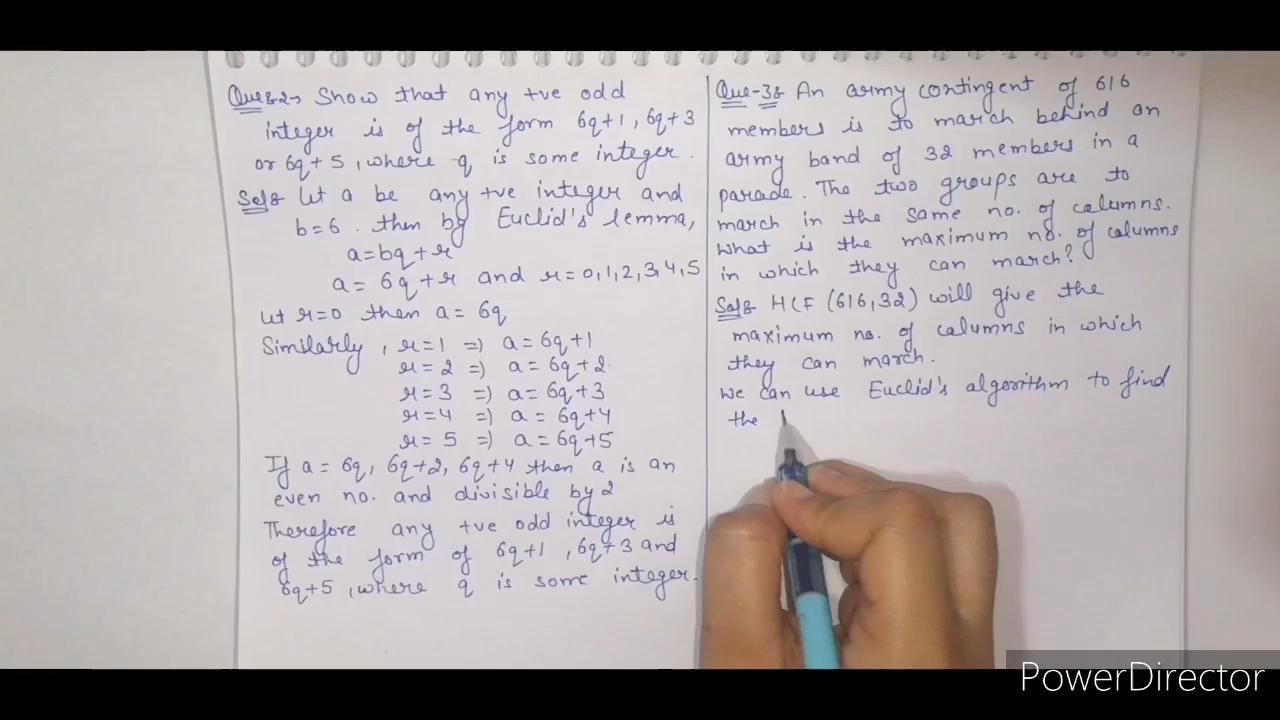 Que:2→ Show that any +ve odd
integer is of the form 6q+1, 6q+3
or 6q+5, where q is some integer.
Sol: Let a be any +ve integer and
b=6. then by Euclid's lemma,
a=bq+r
a= 6q+r and r=0,1,2,3,4,5
Let r=0 then a= 6q
Similarly, r=1 => a=6q+1
r=2 => a=6q+2
r=3 => a=6q+3
r=4 => a=6q+4
r=5 => a=6q+5
If a=6q, 6q+2, 6q+4 then a is an
even no. and divisible by 2
Therefore any +ve odd integer is
of the form of 6q+1, 6q+3 and
6q+5, where q is some integer.
Que-3: An army contingent of 616
members is to march behind an
army band of 32 members in a
parade. The two groups are to
march in the same no. of columns.
What is the maximum no. of columns
in which they can march?
Sol: HCF (616,32) will give the
maximum no. of calumns in which
they can march.
We can use Euclid's algorithm to find
the
PowerDirector